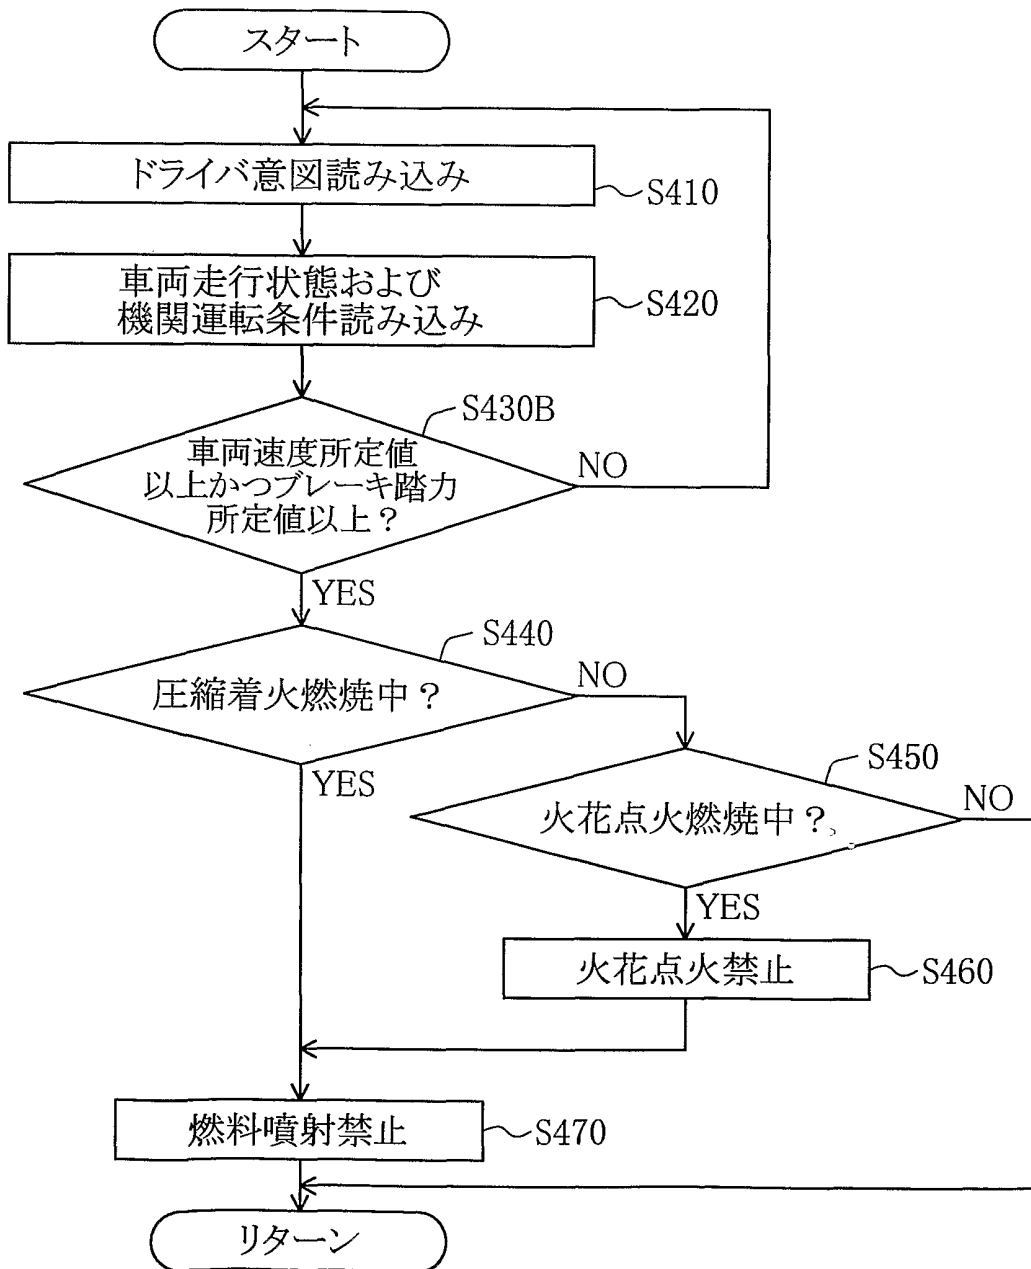 スタート
ドライバ意図読み込み
S410
車両走行状態および
機関運転条件読み込み
S420
S430B
車両速度所定値
以上かつブレーキ踏力
所定値以上？
NO
YES
S440
圧縮着火燃焼中？
NO
YES
S450
火花点火燃焼中？
NO
YES
火花点火禁止
S460
燃料噴射禁止
S470
リターン